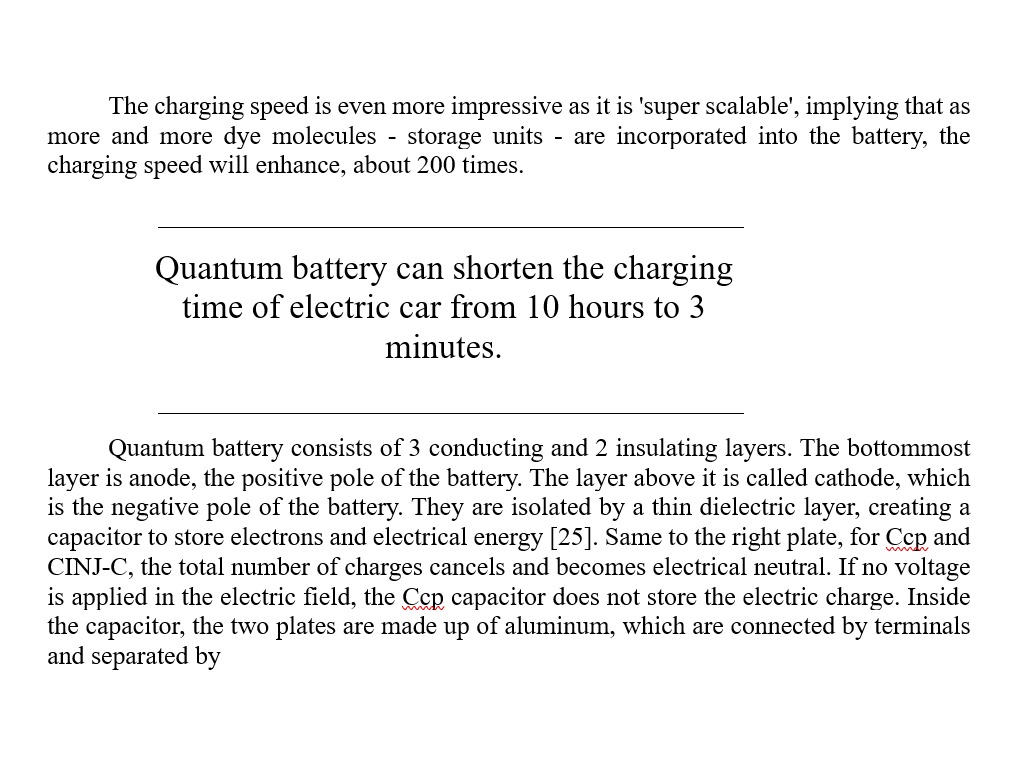 The charging speed is even more impressive as it is 'super scalable', implying that as
more and more dye molecules - storage units - are incorporated into the battery, the
charging speed will enhance, about 200 times.
Quantum battery can shorten the charging
time of electric car from 10 hours to 3
minutes.
Quantum battery consists of 3 conducting and 2 insulating layers. The bottommost
layer is anode, the positive pole of the battery. The layer above it is called cathode, which
is the negative pole of the battery. They are isolated by a thin dielectric layer, creating a
capacitor to store electrons and electrical energy [25]. Same to the right plate, for Ccp and
CINJ-C, the total number of charges cancels and becomes electrical neutral. If no voltage
is applied in the electric field, the Ccp capacitor does not store the electric charge. Inside
the capacitor, the two plates are made up of aluminum, which are connected by terminals
and separated by